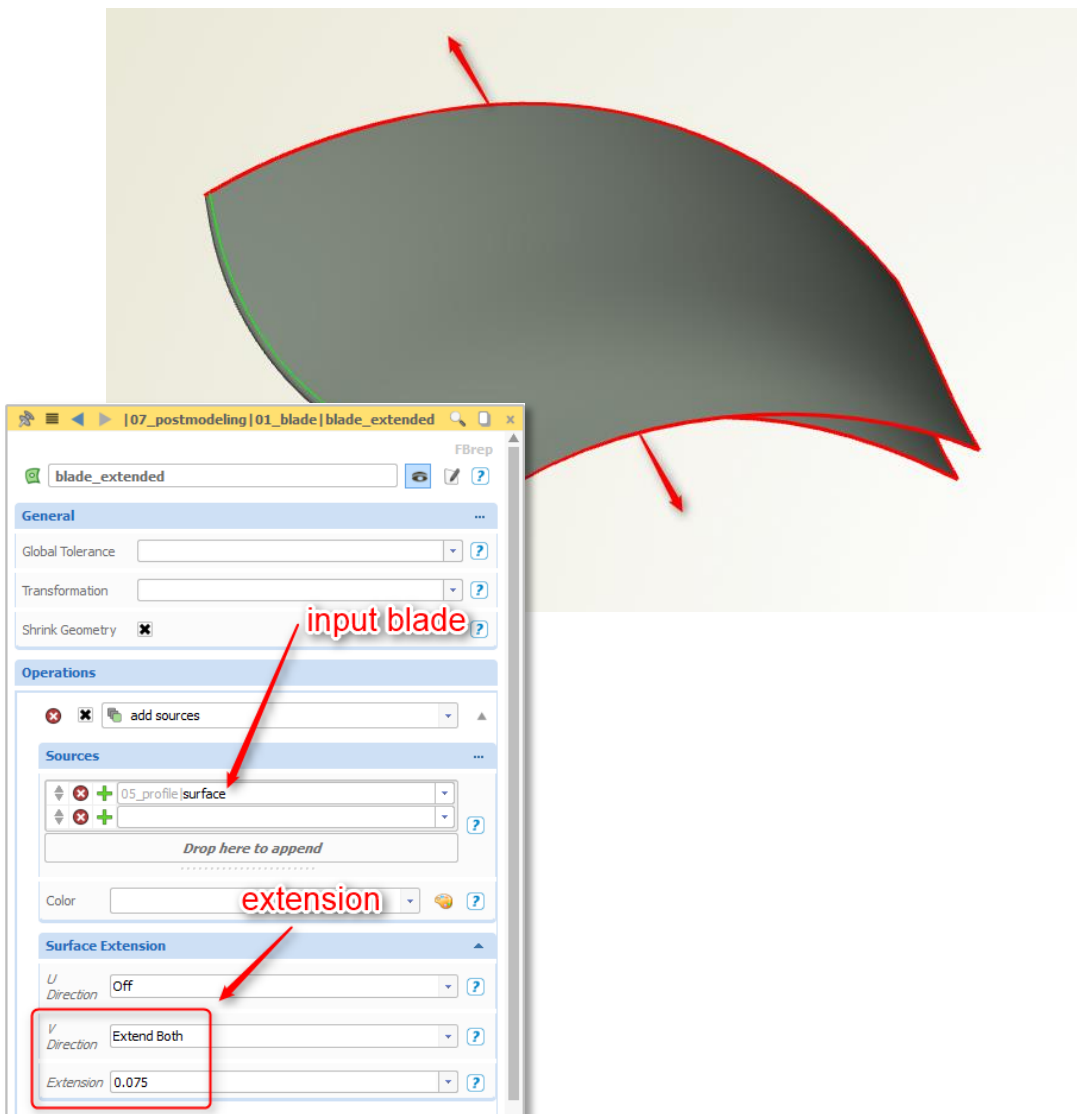 |07_postmodeling|01_blade|blade_extended
FBrep
blade_extended
General
Global Tolerance
Transformation
Shrink Geometry
input blade
Operations
add sources
Sources
05_profile|surface
Drop here to append
Color
extension
Surface Extension
U
Direction
Off
V
Direction
Extend Both
Extension 0.075